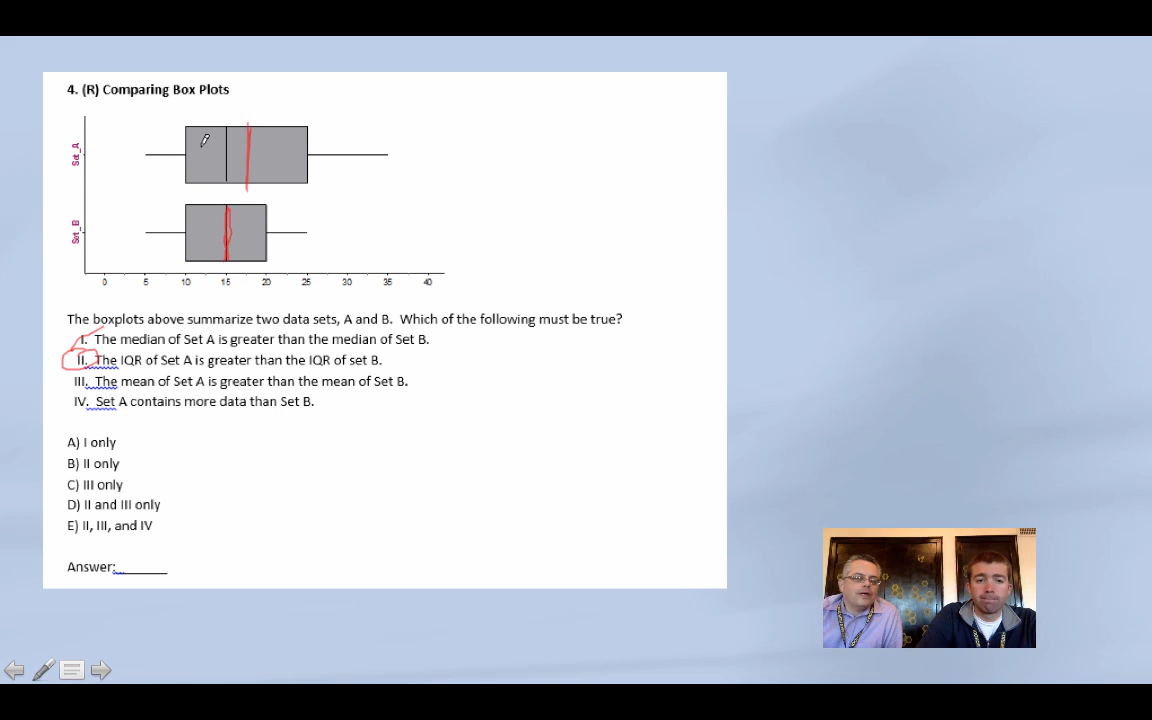 4. (R) Comparing Box Plots
Set_A
Set_B
0 5 10 15 20 25 30 35 40
The boxplots above summarize two data sets, A and B. Which of the following must be true?
I. The median of Set A is greater than the median of Set B.
II. The IQR of Set A is greater than the IQR of set B.
III. The mean of Set A is greater than the mean of Set B.
IV. Set A contains more data than Set B.
A) I only
B) II only
C) III only
D) II and III only
E) II, III, and IV
Answer:_______